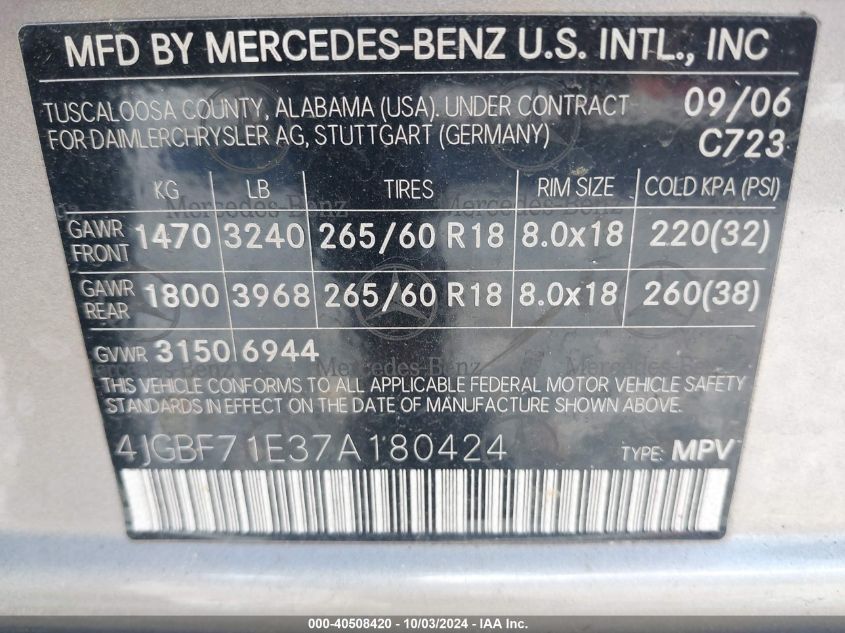 MFD BY MERCEDES-BENZ U.S. INTL., INC
TUSCALOOSA COUNTY, ALABAMA (USA). UNDER CONTRACT
FOR DAIMLERCHRYSLER AG, STUTTGART (GERMANY)
09/06
C723
KG LB TIRES RIM SIZE COLD KPA (PSI)
GAWR FRONT 1470 3240 265/60 R18 8.0x18 220(32)
GAWR REAR 1800 3968 265/60 R18 8.0x18 260(38)
GVWR 3150 6944
THIS VEHICLE CONFORMS TO ALL APPLICABLE FEDERAL MOTOR VEHICLE SAFETY
STANDARDS IN EFFECT ON THE DATE OF MANUFACTURE SHOWN ABOVE.
4JGBF71E37A180424 TYPE: MPV
Mercedes-Benz
Mercedes-Benz
000-40508420 - 10/03/2024 - IAA Inc.